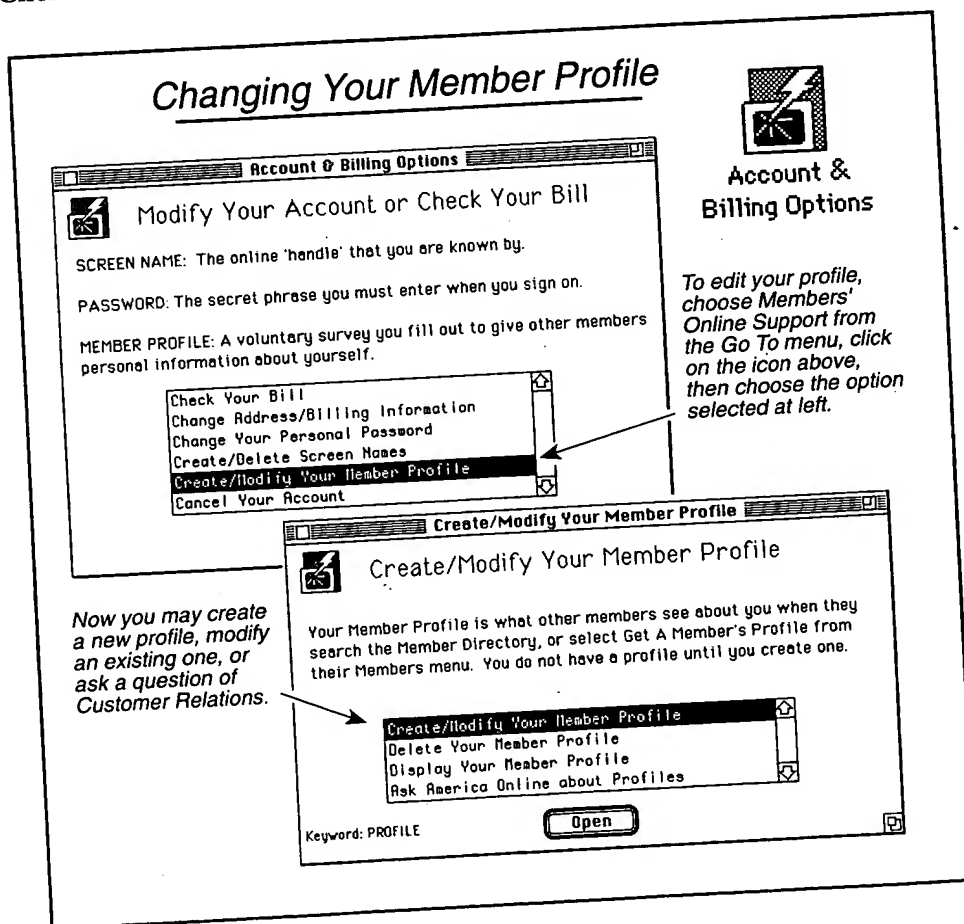 Changing Your Member Profile
Account & Billing Options
Modify Your Account or Check Your Bill
SCREEN NAME: The online 'handle' that you are known by.
PASSWORD: The secret phrase you must enter when you sign on.
MEMBER PROFILE: A voluntary survey you fill out to give other members
personal information about yourself.
Check Your Bill
Change Address/Billing Information
Change Your Personal Password
Create/Delete Screen Names
Create/Modify Your Member Profile
Cancel Your Account
Account &
Billing Options
To edit your profile,
choose Members'
Online Support from
the Go To menu, click
on the icon above,
then choose the option
selected at left.
Create/Modify Your Member Profile
Create/Modify Your Member Profile
Your Member Profile is what other members see about you when they
search the Member Directory, or select Get A Member's Profile from
their Members menu. You do not have a profile until you create one.
Create/Modify Your Member Profile
Delete Your Member Profile
Display Your Member Profile
Ask America Online about Profiles
Keyword: PROFILE
Open
Now you may create
a new profile, modify
an existing one, or
ask a question of
Customer Relations.